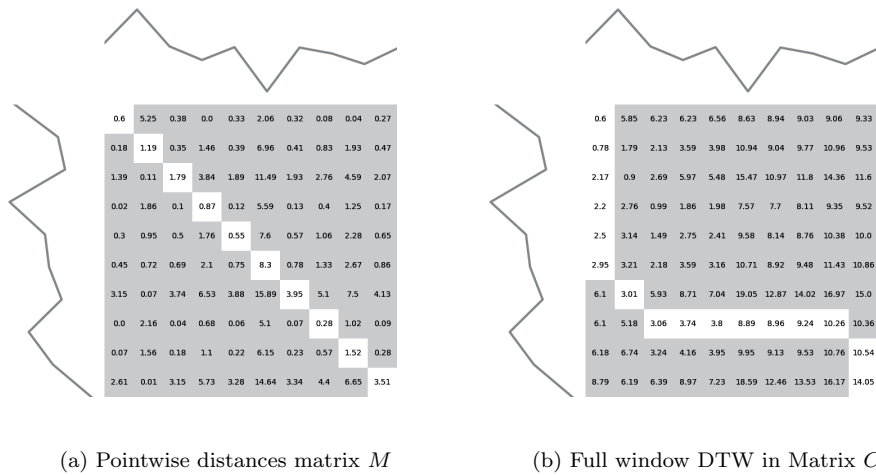 0.6 5.25 0.38 0.0 0.33 2.06 0.32 0.08 0.04 0.27
0.18 1.19 0.35 1.46 0.39 6.96 0.41 0.83 1.93 0.47
1.39 0.11 1.79 3.84 1.89 11.49 1.93 2.76 4.59 2.07
0.02 1.86 0.1 0.87 0.12 5.59 0.13 0.4 1.25 0.17
0.3 0.95 0.5 1.76 0.55 7.6 0.57 1.06 2.28 0.65
0.45 0.72 0.69 2.1 0.75 8.3 0.78 1.33 2.67 0.86
3.15 0.07 3.74 6.53 3.88 15.89 3.95 5.1 7.5 4.13
0.0 2.16 0.04 0.68 0.06 5.1 0.07 0.28 1.02 0.09
0.07 1.56 0.18 1.1 0.22 6.15 0.23 0.57 1.52 0.28
2.61 0.01 3.15 5.73 3.28 14.64 3.34 4.4 6.65 3.51
(a) Pointwise distances matrix M
0.6 5.85 6.23 6.23 6.56 8.63 8.94 9.03 9.06 9.33
0.78 1.79 2.13 3.59 3.98 10.94 9.04 9.77 10.96 9.53
2.17 0.9 2.69 5.97 5.48 15.47 10.97 11.8 14.36 11.6
2.2 2.76 0.99 1.86 1.98 7.57 7.7 8.11 9.35 9.52
2.5 3.14 1.49 2.75 2.41 9.58 8.14 8.76 10.38 10.0
2.95 3.21 2.18 3.59 3.16 10.71 8.92 9.48 11.43 10.86
6.1 3.01 5.93 8.71 7.04 19.05 12.87 14.02 16.97 15.0
6.1 5.18 3.06 3.74 3.8 8.89 8.96 9.24 10.26 10.36
6.18 6.74 3.24 4.16 3.95 9.95 9.13 9.53 10.76 10.54
8.79 6.19 6.39 8.97 7.23 18.59 12.46 13.53 16.17 14.05
(b) Full window DTW in Matrix C